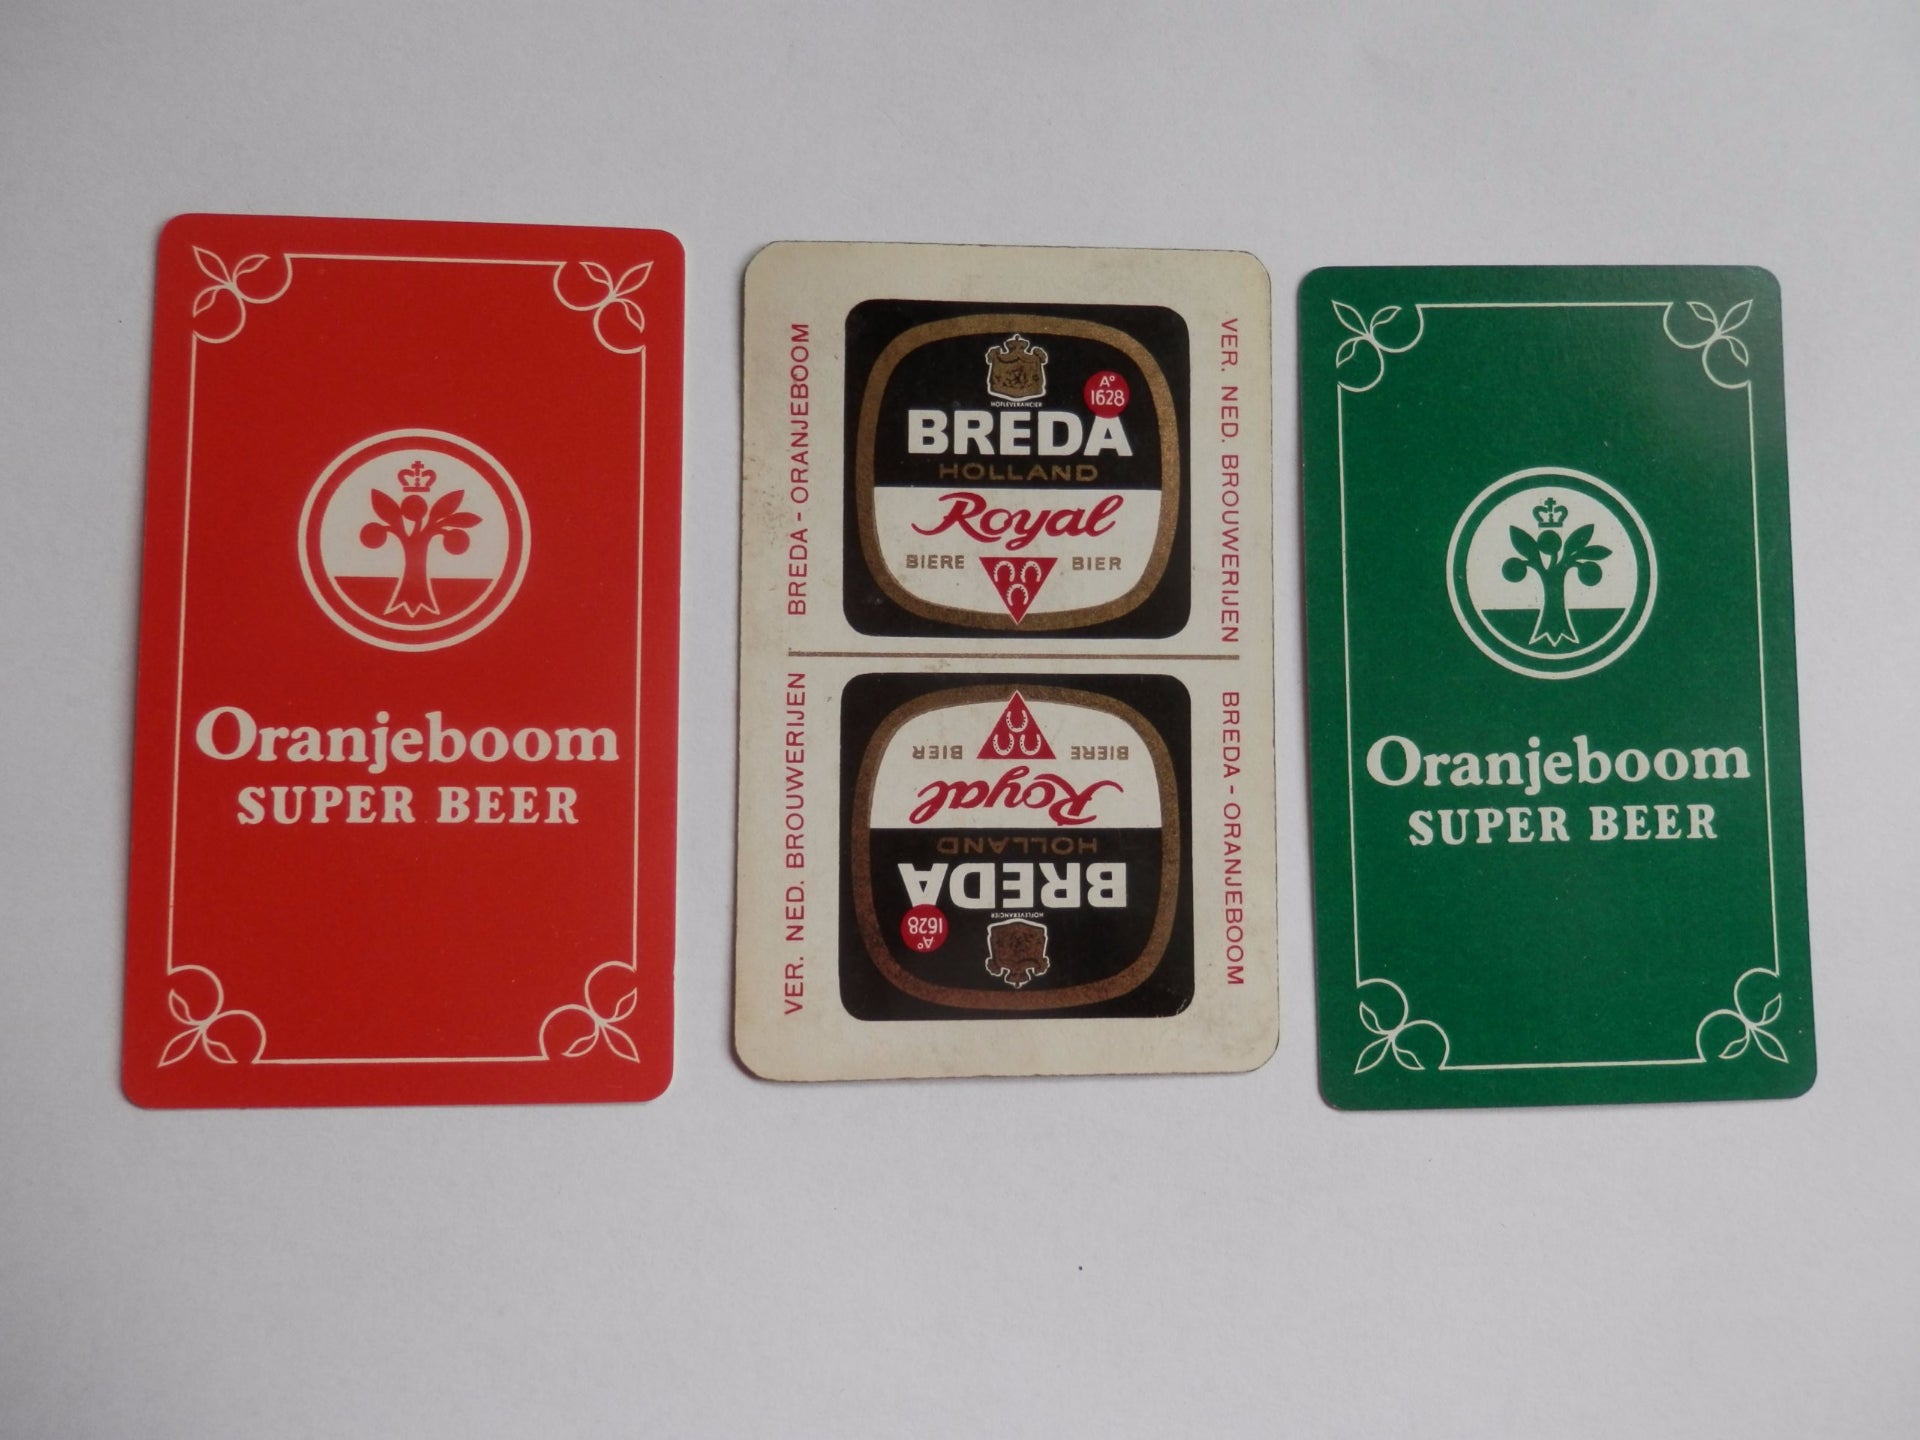 Oranjeboom
SUPER BEER
BREDA - ORANJEBOOM
VER. NED. BROUWERIJEN
HOFLEVERANCIER
A° 1628
BREDA
HOLLAND
Royal
BIERE BIER
VER. NED. BROUWERIJEN
BREDA - ORANJEBOOM
HOFLEVERANCIER
A° 1628
BREDA
HOLLAND
Royal
BIERE BIER
Oranjeboom
SUPER BEER